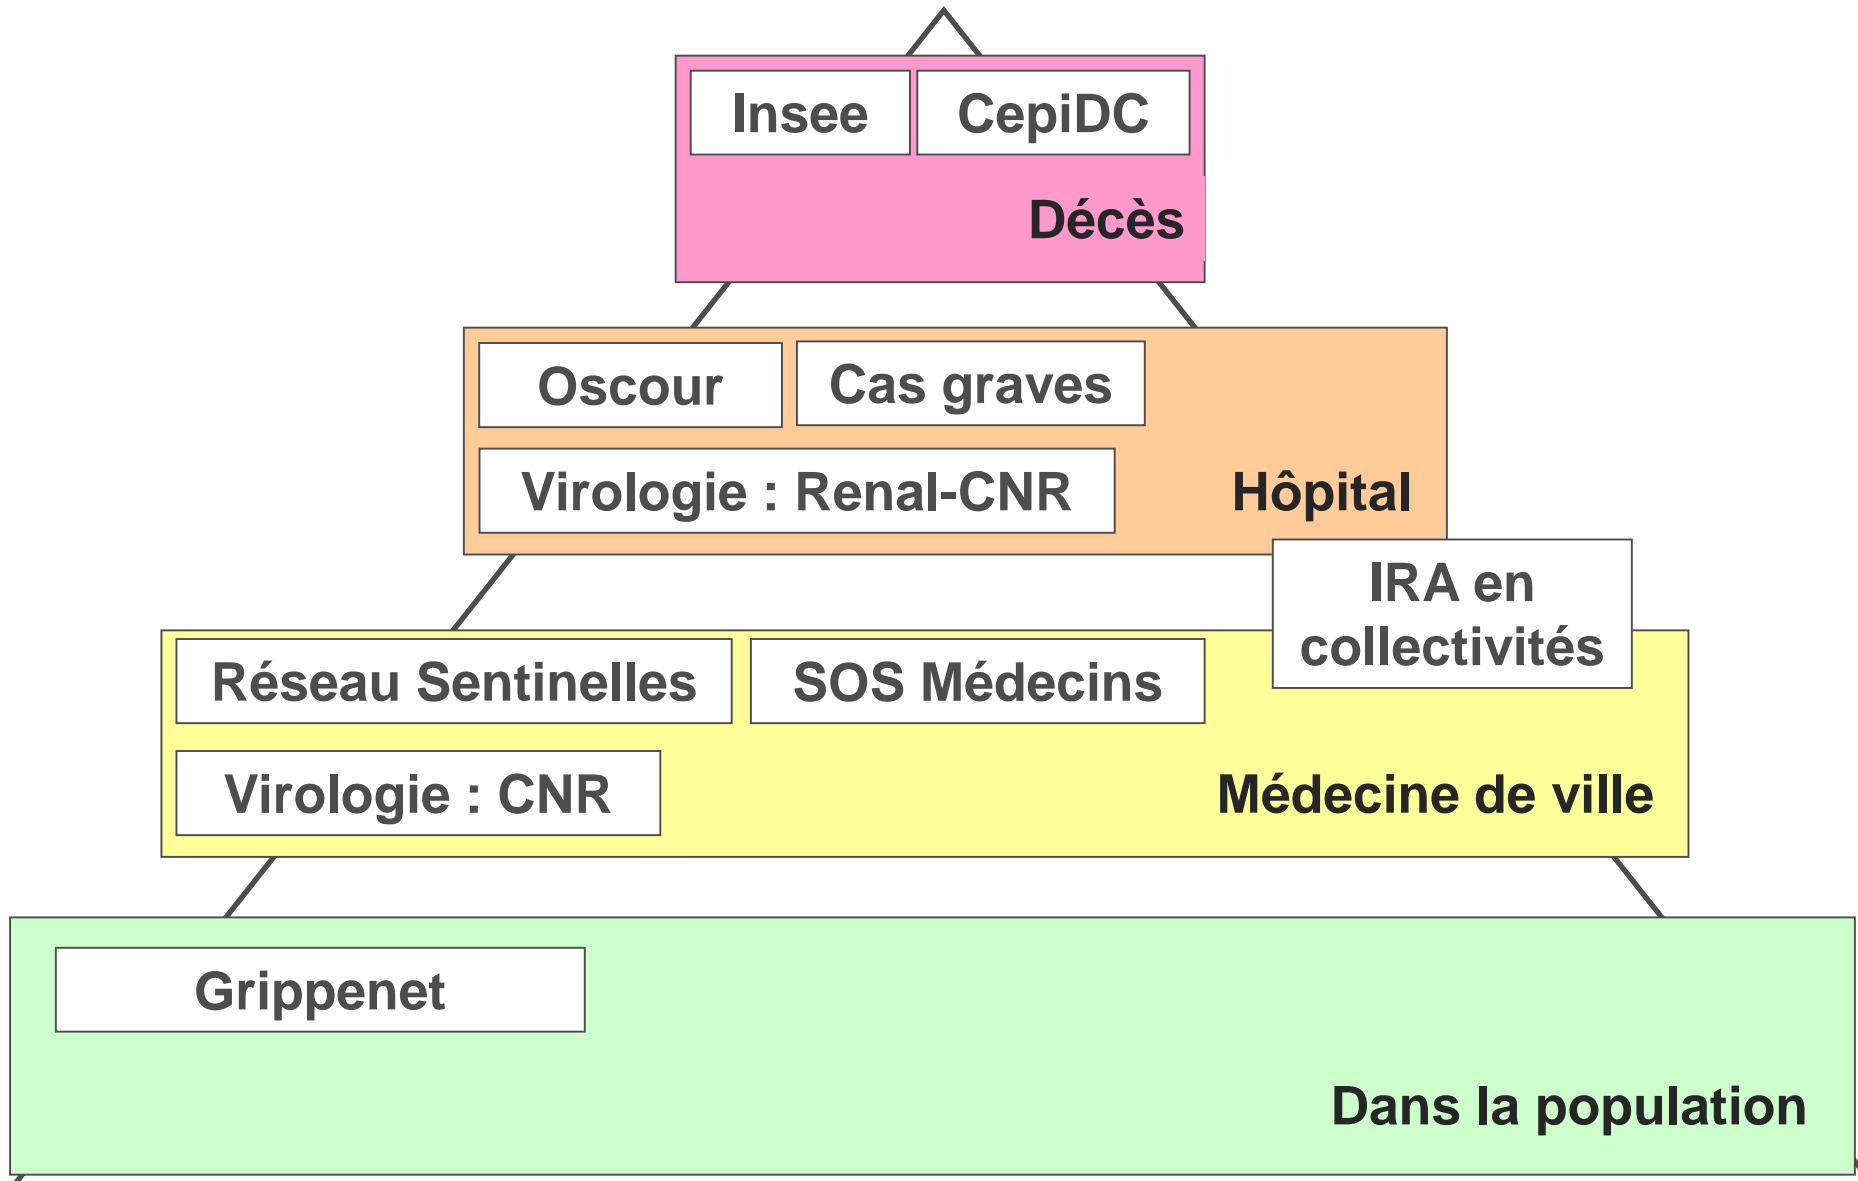 Insee
CepiDC
Décès
Oscour
Cas graves
Virologie : Renal-CNR
Hôpital
IRA en
collectivités
Réseau Sentinelles
SOS Médecins
Virologie : CNR
Médecine de ville
Grippenet
Dans la population